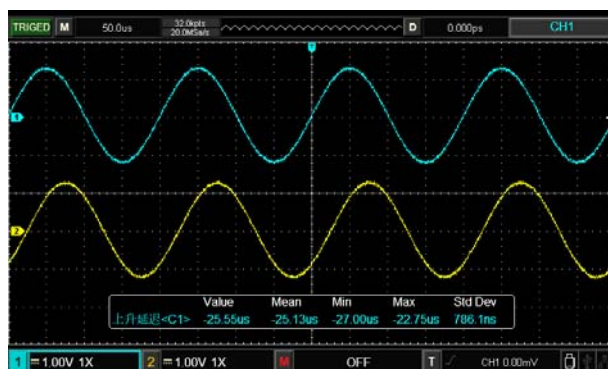 TRIGED M 50.0us 32.0kpts 20.0MSa/s D 0.000ps CH1
T
1
2
Value Mean Min Max Std Dev
上升延迟<C1> -25.55us -25.13us -27.00us -22.75us 786.1ns
1 1.00V 1X 2 1.00V 1X M OFF T CH1 0.00mV